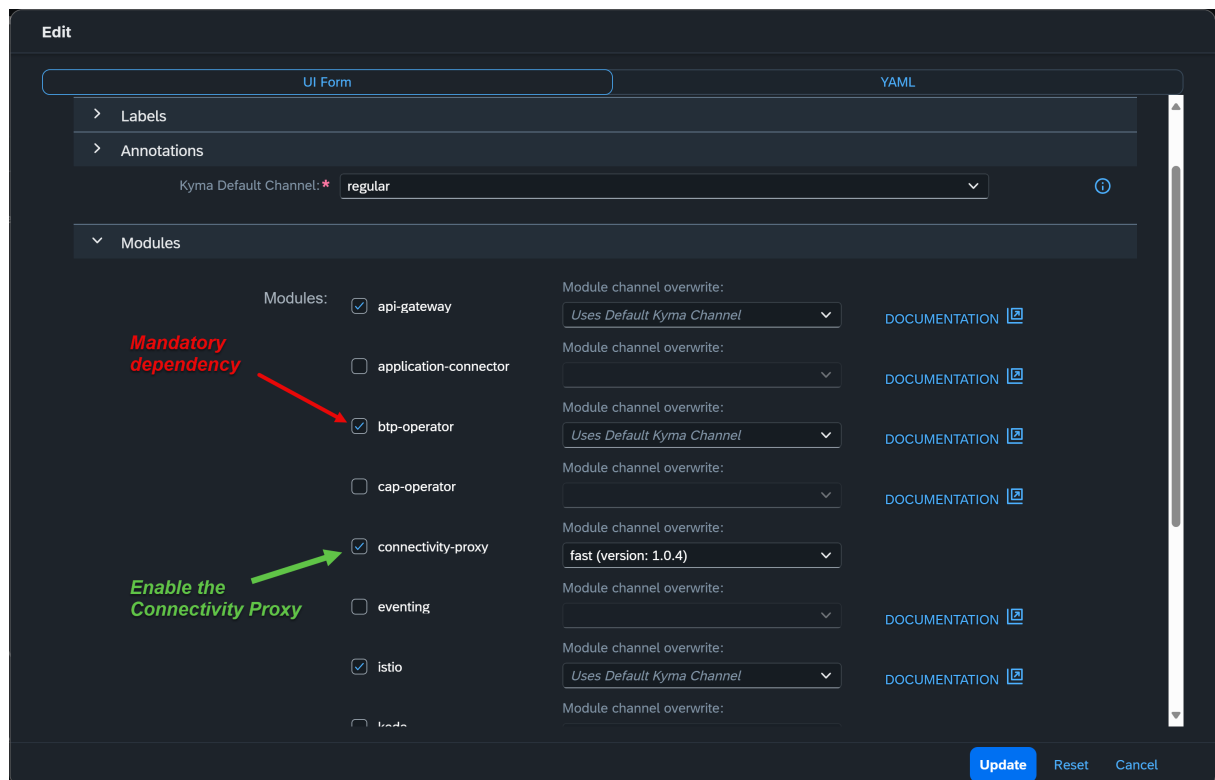 Edit
UI Form
YAML
Labels
Annotations
Kyma Default Channel:*
regular
Modules
Modules:
api-gateway
Module channel overwrite:
Uses Default Kyma Channel
DOCUMENTATION
Mandatory
dependency
application-connector
Module channel overwrite:
DOCUMENTATION
btp-operator
Module channel overwrite:
Uses Default Kyma Channel
DOCUMENTATION
cap-operator
Module channel overwrite:
DOCUMENTATION
connectivity-proxy
Module channel overwrite:
fast (version: 1.0.4)
Enable the
Connectivity Proxy
eventing
Module channel overwrite:
DOCUMENTATION
istio
Module channel overwrite:
Uses Default Kyma Channel
DOCUMENTATION
keda
Module channel overwrite:
Update
Reset
Cancel